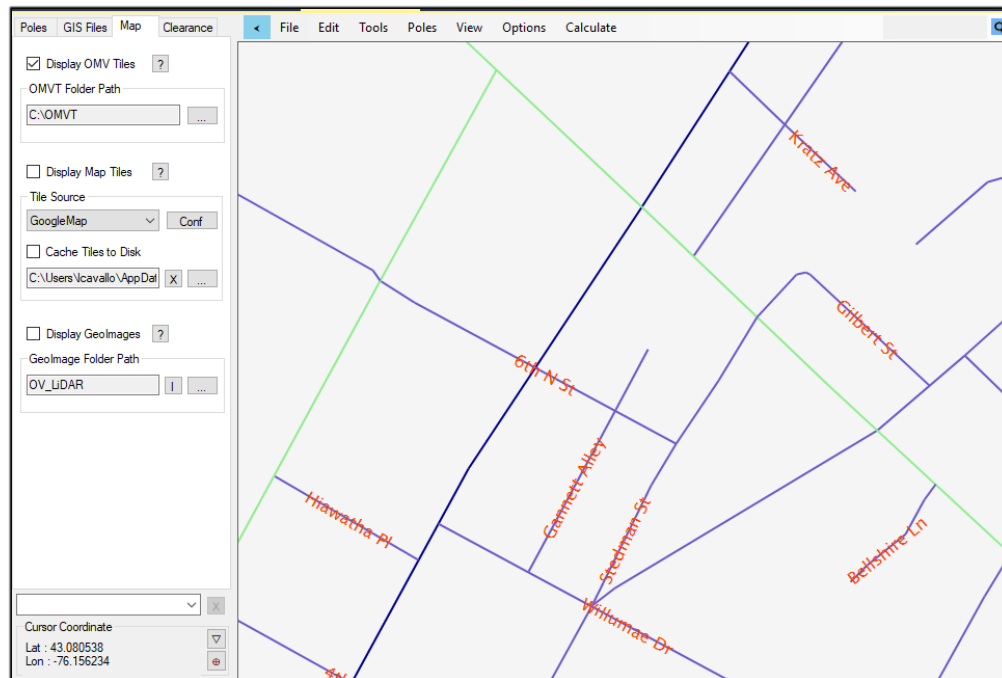 Poles GIS Files Map Clearance
< File Edit Tools Poles View Options Calculate
Display OMV Tiles ?
OMVT Folder Path
C:\OMVT ...
Display Map Tiles ?
Tile Source
GoogleMap Conf
Cache Tiles to Disk
C:\Users\lcavallo\AppDat X ...
Display GeoImages ?
GeoImage Folder Path
OV_LiDAR I ...
X
Cursor Coordinate
Lat : 43.080538
Lon : -76.156234
Kratz Ave
Gilbert St
6th N St
Gannett Alley
Stedman St
Hiawatha Pl
Bellshire Ln
Willumae Dr